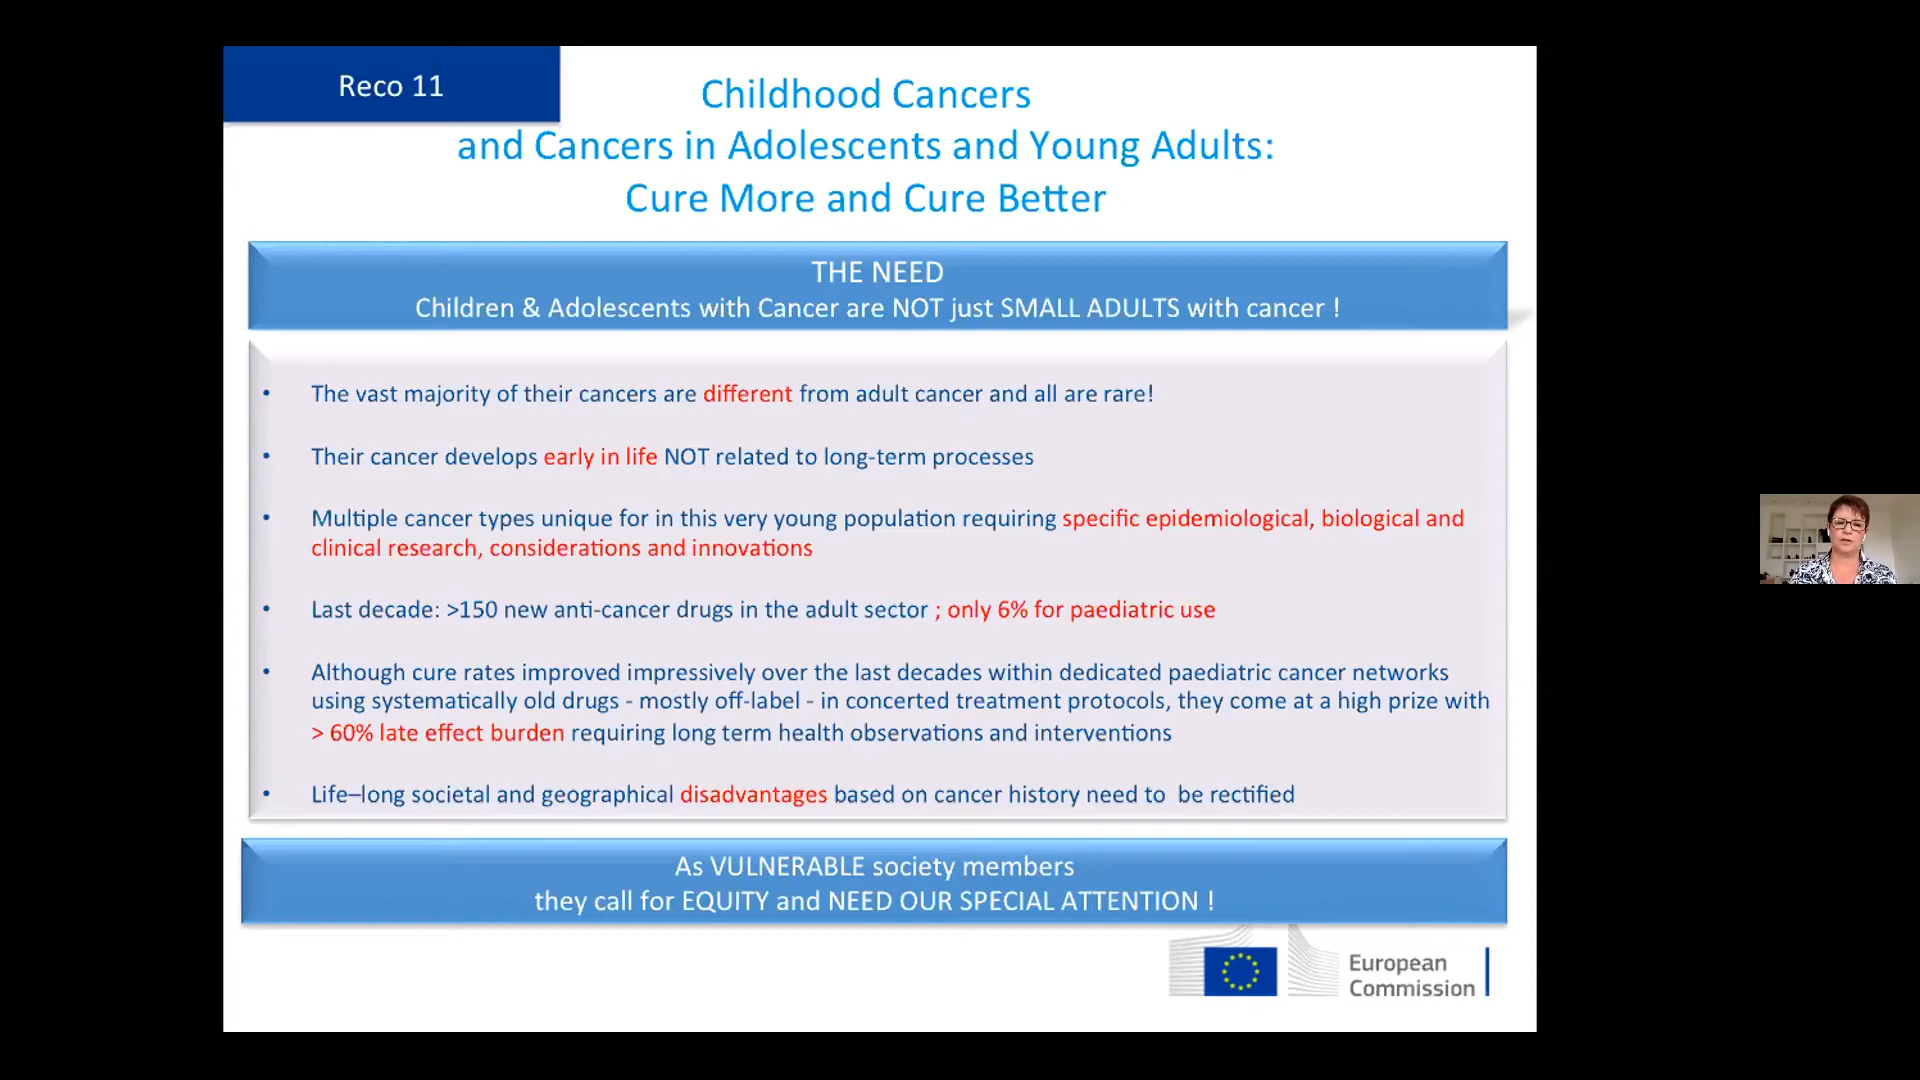 Reco 11
Childhood Cancers
and Cancers in Adolescents and Young Adults:
Cure More and Cure Better
THE NEED
Children & Adolescents with Cancer are NOT just SMALL ADULTS with cancer !
• The vast majority of their cancers are different from adult cancer and all are rare!
• Their cancer develops early in life NOT related to long-term processes
• Multiple cancer types unique for in this very young population requiring specific epidemiological, biological and
clinical research, considerations and innovations
• Last decade: >150 new anti-cancer drugs in the adult sector ; only 6% for paediatric use
• Although cure rates improved impressively over the last decades within dedicated paediatric cancer networks
using systematically old drugs - mostly off-label - in concerted treatment protocols, they come at a high prize with
> 60% late effect burden requiring long term health observations and interventions
• Life–long societal and geographical disadvantages based on cancer history need to  be rectified
As VULNERABLE society members
they call for EQUITY and NEED OUR SPECIAL ATTENTION !
European
Commission